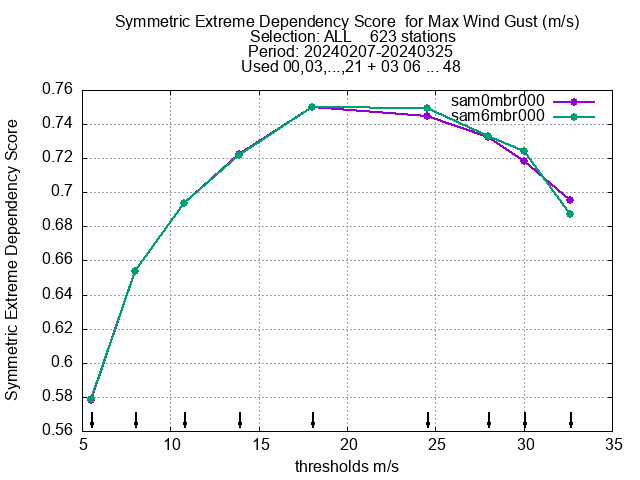 Symmetric Extreme Dependency Score  for Max Wind Gust (m/s)
Selection: ALL    623 stations
Period: 20240207-20240325
Used 00,03,...,21 + 03 06 ... 48
sam0mbr000
sam6mbr000
0.76
0.74
0.72
0.7
0.68
0.66
0.64
0.62
0.6
0.58
0.56
Symmetric Extreme Dependency Score
5 10 15 20 25 30 35
thresholds m/s